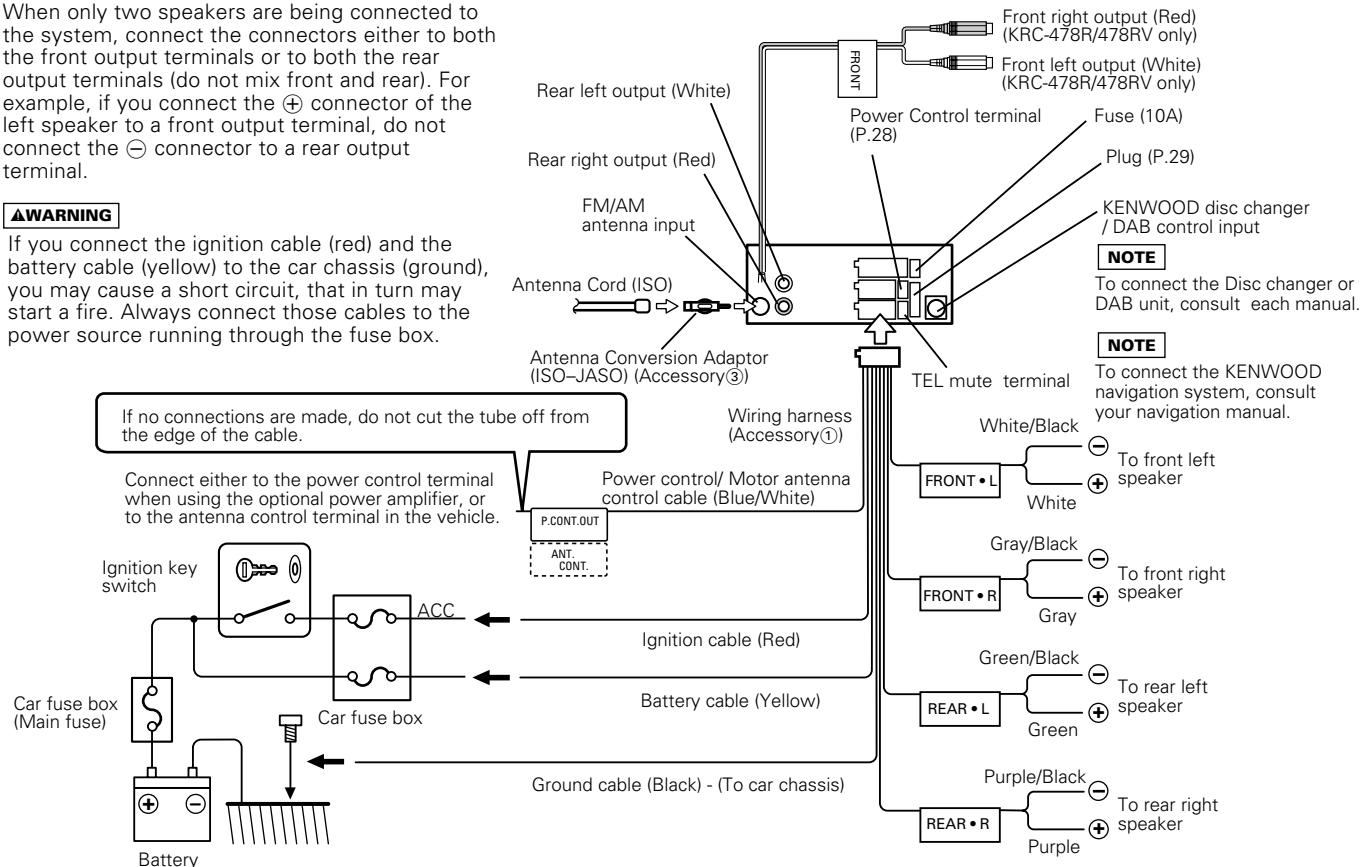 When only two speakers are being connected to
the system, connect the connectors either to both
the front output terminals or to both the rear
output terminals (do not mix front and rear). For
example, if you connect the ⊕ connector of the
left speaker to a front output terminal, do not
connect the ⊖ connector to a rear output
terminal.
▲WARNING
If you connect the ignition cable (red) and the
battery cable (yellow) to the car chassis (ground),
you may cause a short circuit, that in turn may
start a fire. Always connect those cables to the
power source running through the fuse box.
Front right output (Red)
(KRC-478R/478RV only)
Front left output (White)
(KRC-478R/478RV only)
FRONT
Rear left output (White)
Power Control terminal
(P.28)
Fuse (10A)
Rear right output (Red)
Plug (P.29)
FM/AM
antenna input
KENWOOD disc changer
/ DAB control input
NOTE
To connect the Disc changer or
DAB unit, consult each manual.
NOTE
To connect the KENWOOD
navigation system, consult
your navigation manual.
Antenna Cord (ISO)
Antenna Conversion Adaptor
(ISO–JASO) (Accessory③)
TEL mute terminal
Wiring harness
(Accessory①)
If no connections are made, do not cut the tube off from
the edge of the cable.
Connect either to the power control terminal
when using the optional power amplifier, or
to the antenna control terminal in the vehicle.
Power control/ Motor antenna
control cable (Blue/White)
P.CONT.OUT
ANT.
CONT.
White/Black
⊖
FRONT • L
To front left
speaker
⊕
White
Gray/Black
⊖
FRONT • R
To front right
speaker
⊕
Gray
Green/Black
⊖
REAR • L
To rear left
speaker
⊕
Green
Purple/Black
⊖
REAR • R
To rear right
speaker
⊕
Purple
Ignition key
switch
ACC
Ignition cable (Red)
Battery cable (Yellow)
Car fuse box
(Main fuse)
Car fuse box
Ground cable (Black) - (To car chassis)
⊕
⊖
Battery